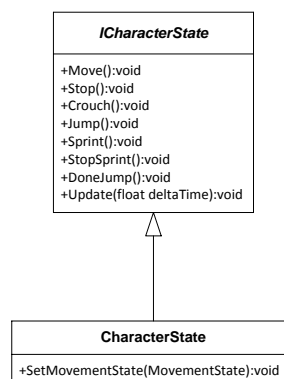 ICharacterState
+Move():void
+Stop():void
+Crouch():void
+Jump():void
+Sprint():void
+StopSprint():void
+DoneJump():void
+Update(float deltaTime):void
CharacterState
+SetMovementState(MovementState):void